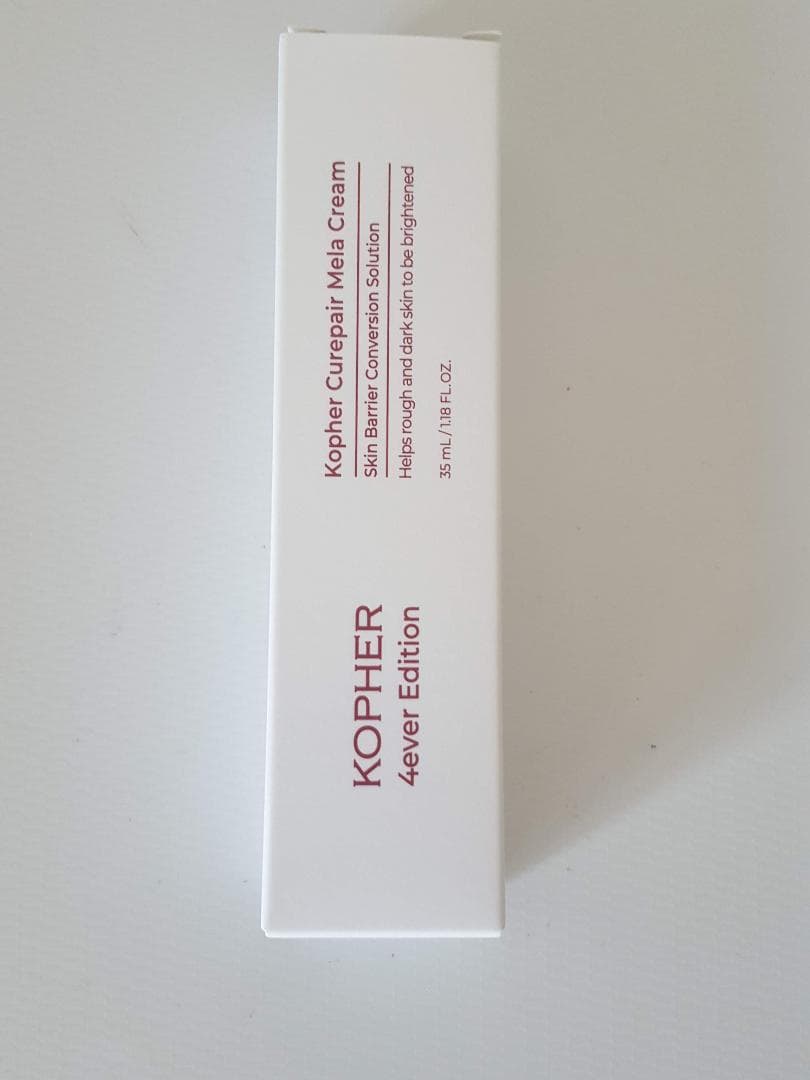 KOPHER
4ever Edition
Kopher Curepair Mela Cream
Skin Barrier Conversion Solution
Helps rough and dark skin to be brightened
35 mL/1.18 FL.OZ.